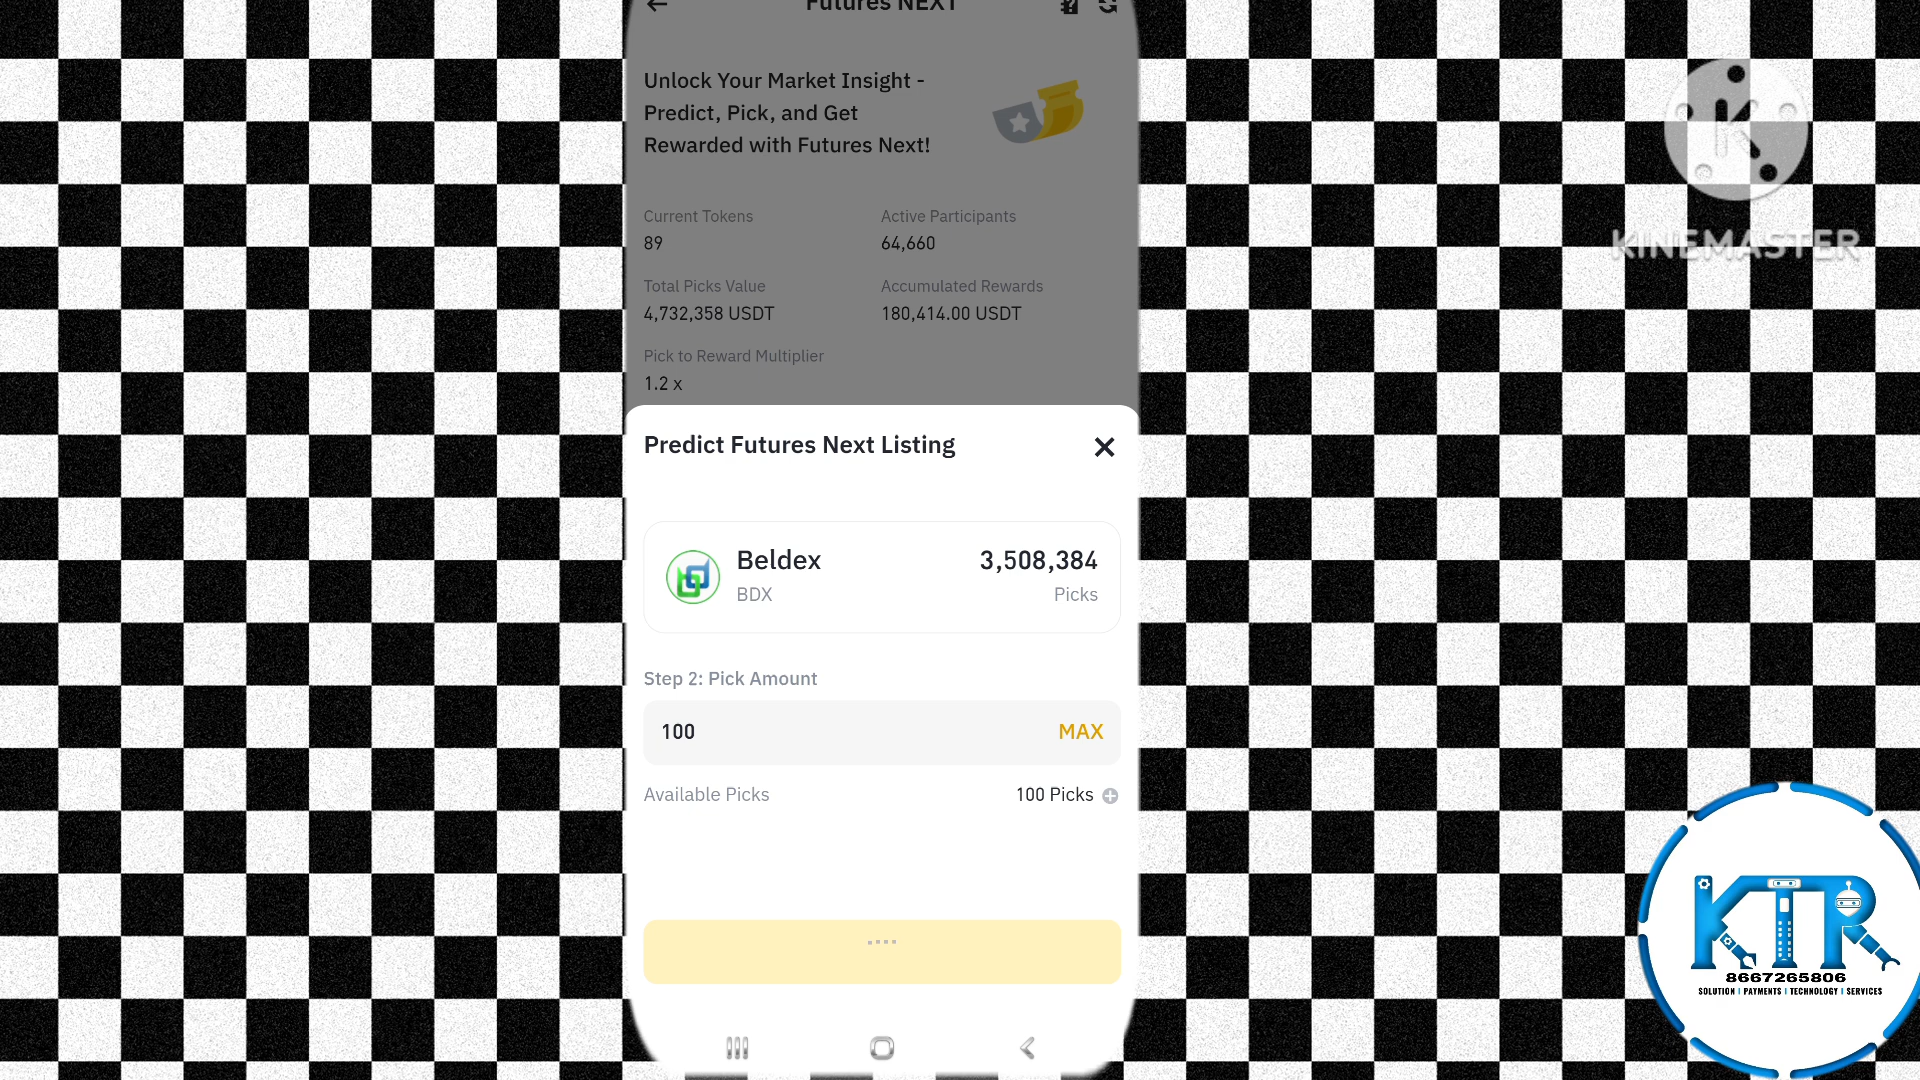 Futures NEXT
Unlock Your Market Insight -
Predict, Pick, and Get
Rewarded with Futures Next!
Current Tokens
89
Active Participants
64,660
Total Picks Value
4,732,358 USDT
Accumulated Rewards
180,414.00 USDT
Pick to Reward Multiplier
1.2 x
Predict Futures Next Listing
Beldex
BDX
3,508,384
Picks
Step 2: Pick Amount
100
MAX
Available Picks
100 Picks
K
KINEMASTER
KTR
8667265806
SOLUTION | PAYMENTS | TECHNOLOGY | SERVICES